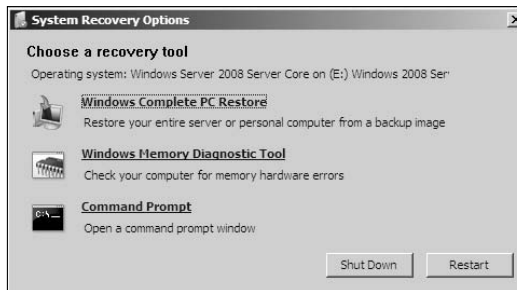 System Recovery Options
Choose a recovery tool
Operating system: Windows Server 2008 Server Core on (E:) Windows 2008 Ser
Windows Complete PC Restore
Restore your entire server or personal computer from a backup image
Windows Memory Diagnostic Tool
Check your computer for memory hardware errors
C:\_
Command Prompt
Open a command prompt window
Shut Down
Restart